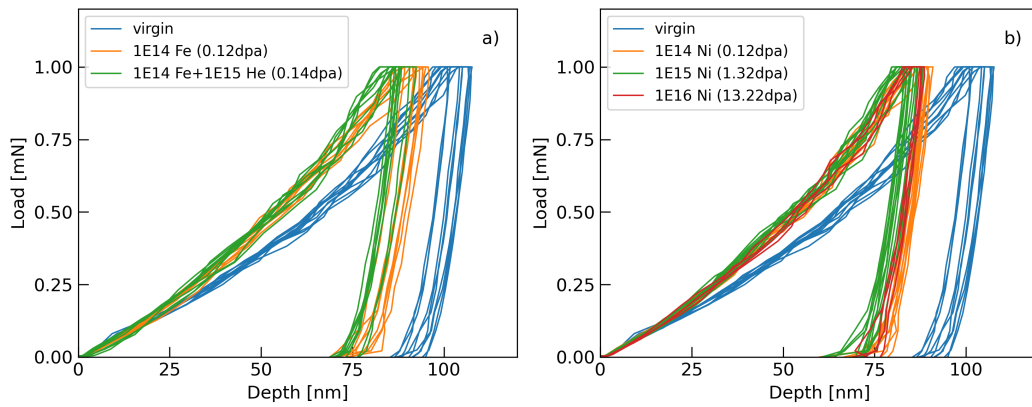 virgin
1E14 Fe (0.12dpa)
1E14 Fe+1E15 He (0.14dpa)
a)
1.00
0.75
0.50
0.25
0.00
Load [mN]
0 25 50 75 100
Depth [nm]
virgin
1E14 Ni (0.12dpa)
1E15 Ni (1.32dpa)
1E16 Ni (13.22dpa)
b)
1.00
0.75
0.50
0.25
0.00
Load [mN]
0 25 50 75 100
Depth [nm]